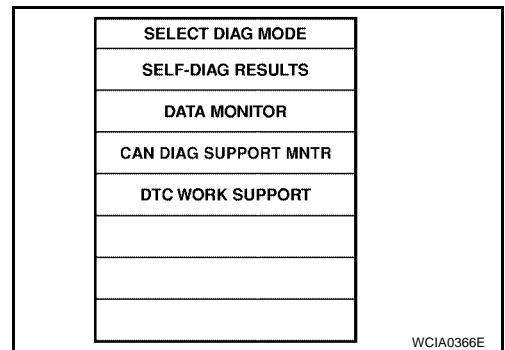 SELECT DIAG MODE
SELF-DIAG RESULTS
DATA MONITOR
CAN DIAG SUPPORT MNTR
DTC WORK SUPPORT
WCIA0366E